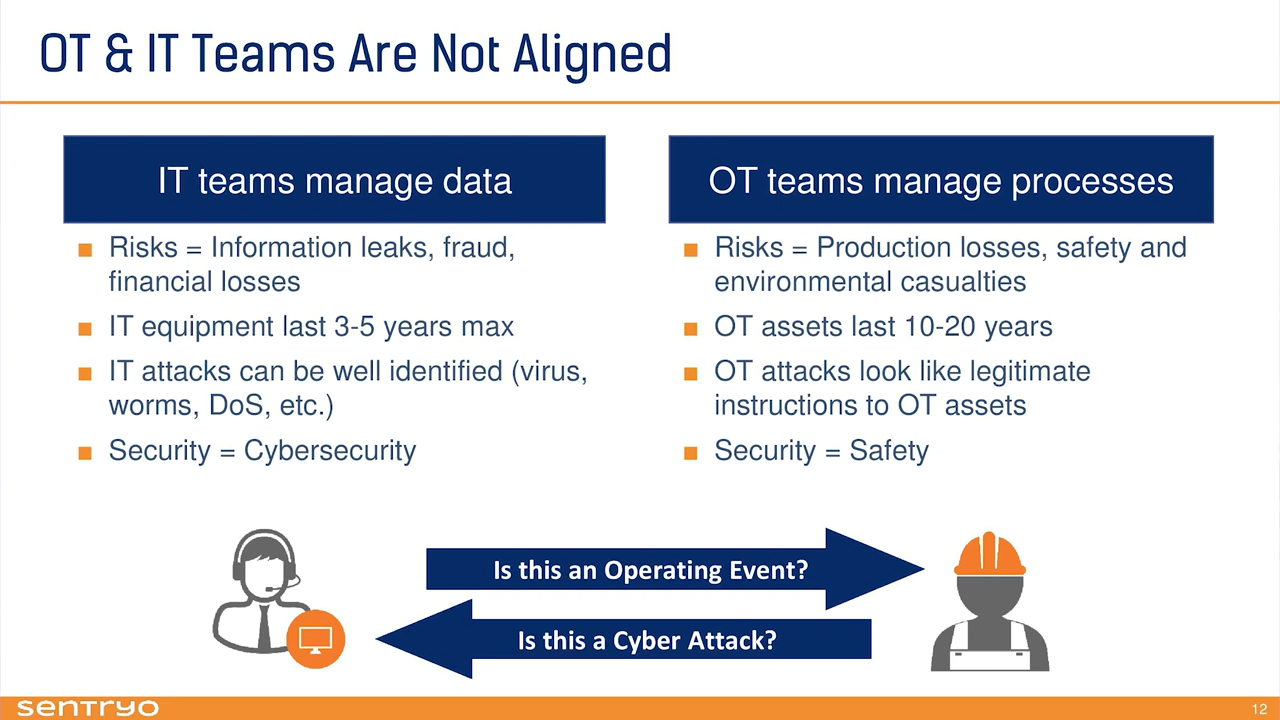 OT & IT Teams Are Not Aligned
IT teams manage data
■ Risks = Information leaks, fraud,
financial losses
■ IT equipment last 3-5 years max
■ IT attacks can be well identified (virus,
worms, DoS, etc.)
■ Security = Cybersecurity
OT teams manage processes
■ Risks = Production losses, safety and
environmental casualties
■ OT assets last 10-20 years
■ OT attacks look like legitimate
instructions to OT assets
■ Security = Safety
Is this an Operating Event?
Is this a Cyber Attack?
sentryo
12